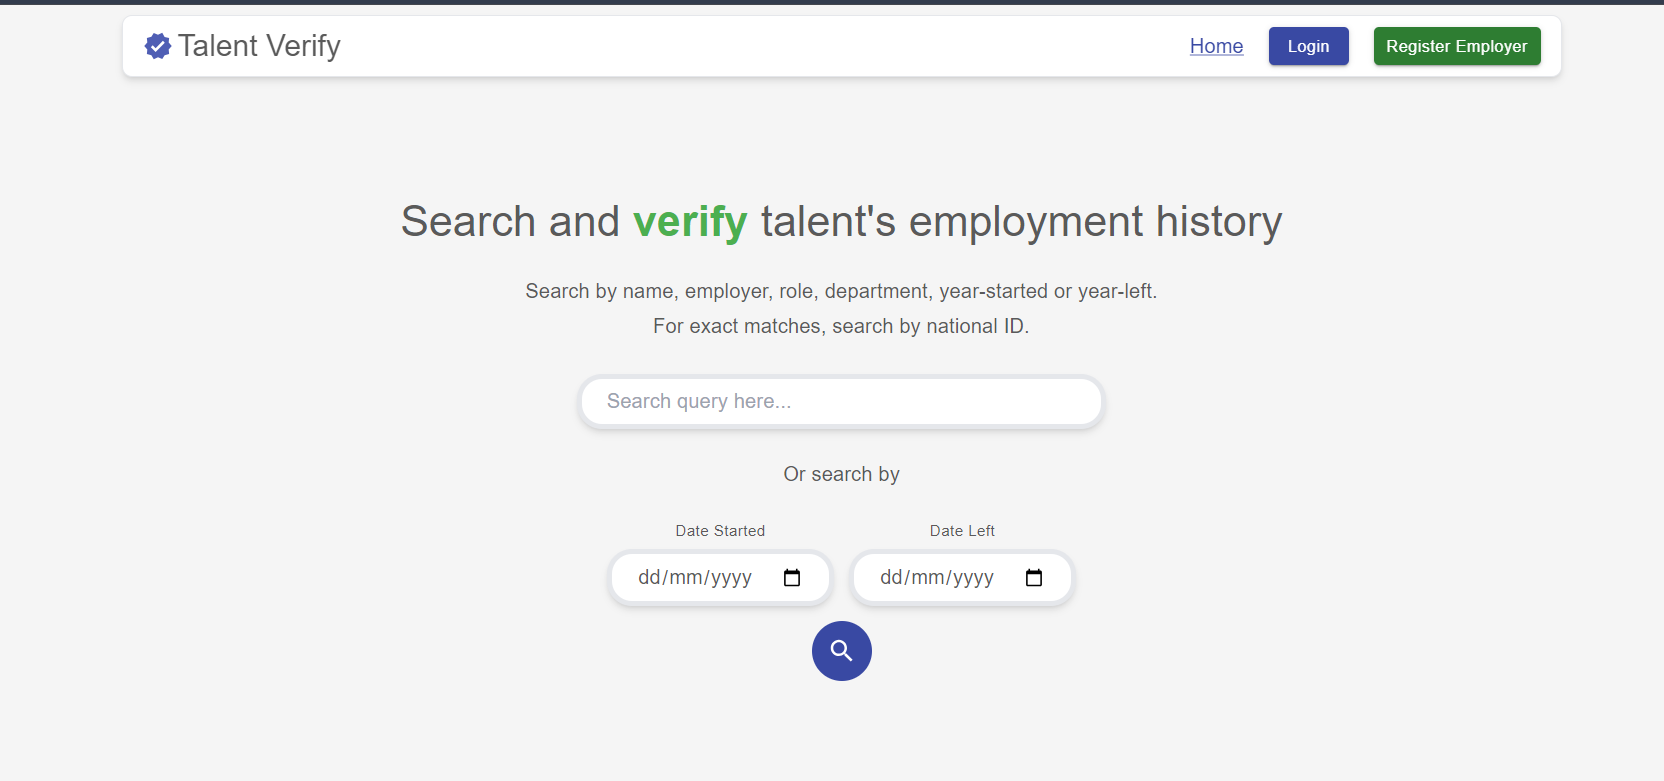 Talent Verify
Home
Login
Register Employer
Search and verify talent's employment history
Search by name, employer, role, department, year-started or year-left.
For exact matches, search by national ID.
Search query here...
Or search by
Date Started
Date Left
dd/mm/yyyy
dd/mm/yyyy